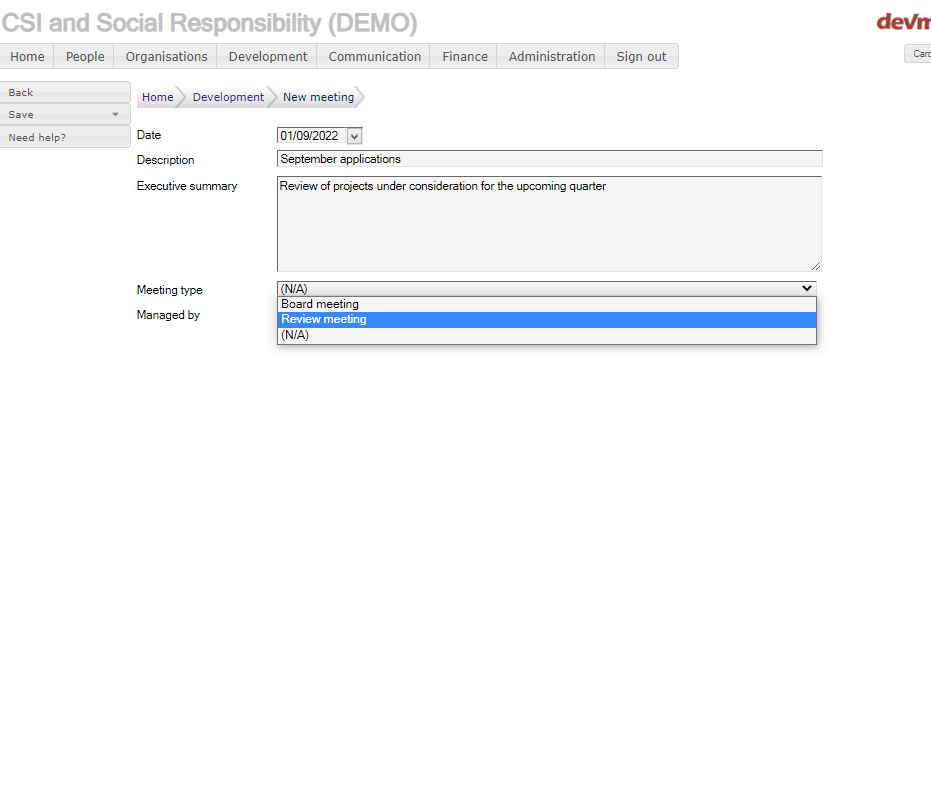 CSI and Social Responsibility (DEMO)
Home People Organisations Development Communication Finance Administration Sign out
Back
Save
Need help?
Home Development New meeting
Date 01/09/2022
Description September applications
Executive summary Review of projects under consideration for the upcoming quarter
Meeting type (N/A)
Board meeting
Managed by
Review meeting
(N/A)